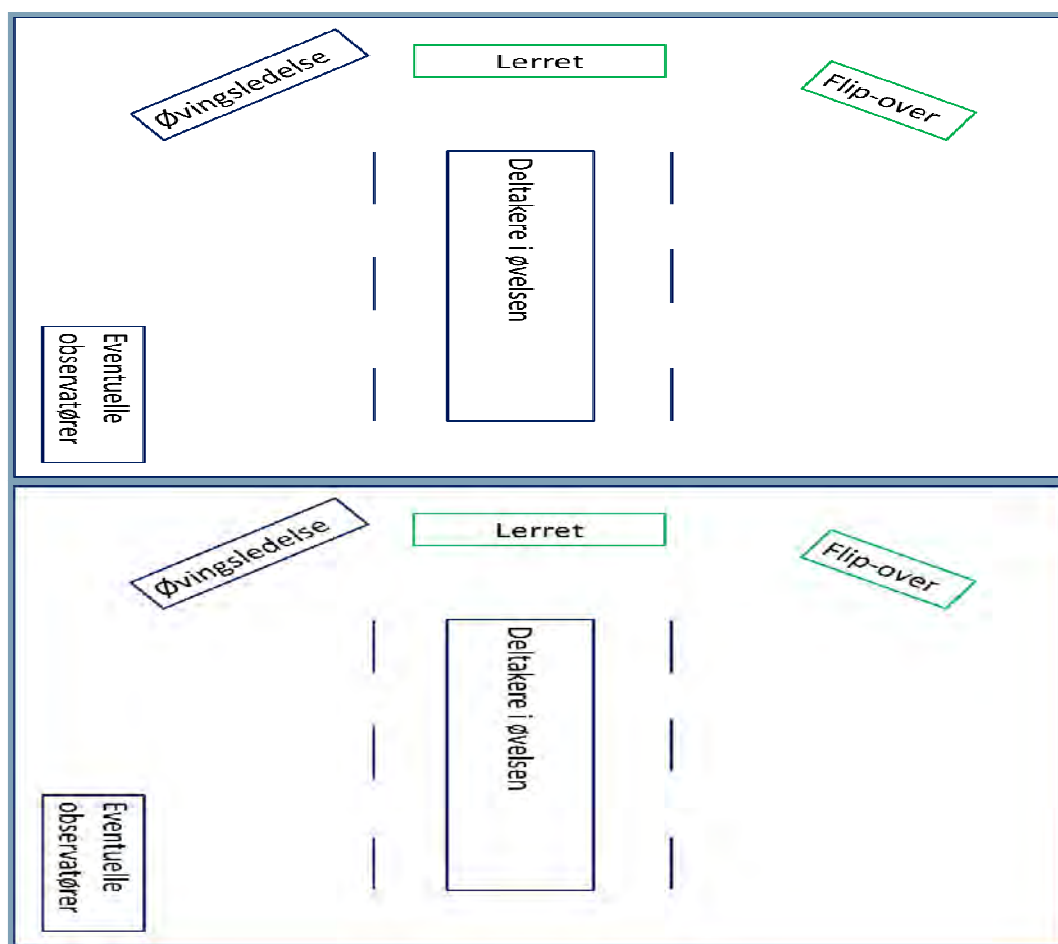 Øvingsledelse
Lerret
Flip-over
Deltakere i øvelsen
Eventuelle
observatører
Øvingsledelse
Lerret
Flip-over
Deltakere i øvelsen
Eventuelle
observatører